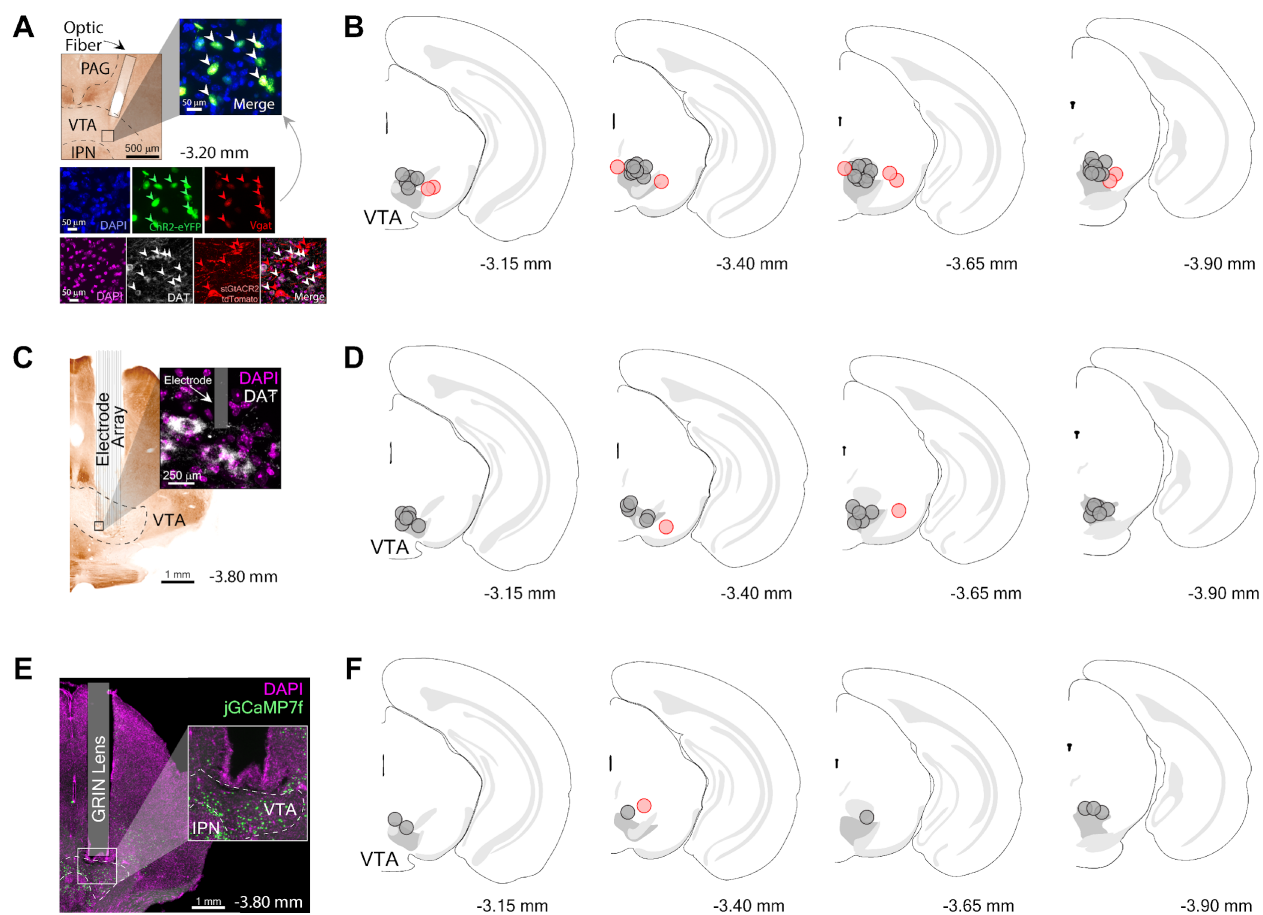 A
Optic
Fiber
PAG
VTA
IPN
500 µm
50 µm
Merge
-3.20 mm
50 µm
DAPI
ChR2-eYFP
Vgat
50 µm
DAPI
DAT
stGtACR2
tdTomato
Merge
B
VTA
-3.15 mm
-3.40 mm
-3.65 mm
-3.90 mm
C
Electrode
Array
Electrode
DAPI
DAT
250 µm
VTA
1 mm
-3.80 mm
D
VTA
-3.15 mm
-3.40 mm
-3.65 mm
-3.90 mm
E
DAPI
jGCaMP7f
GRIN Lens
VTA
IPN
1 mm
-3.80 mm
F
VTA
-3.15 mm
-3.40 mm
-3.65 mm
-3.90 mm